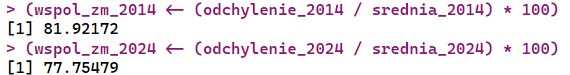 > (wspol_zm_2014 <- (odchylenie_2014 / srednia_2014) * 100)
[1] 81.92172
> (wspol_zm_2024 <- (odchylenie_2024 / srednia_2024) * 100)
[1] 77.75479